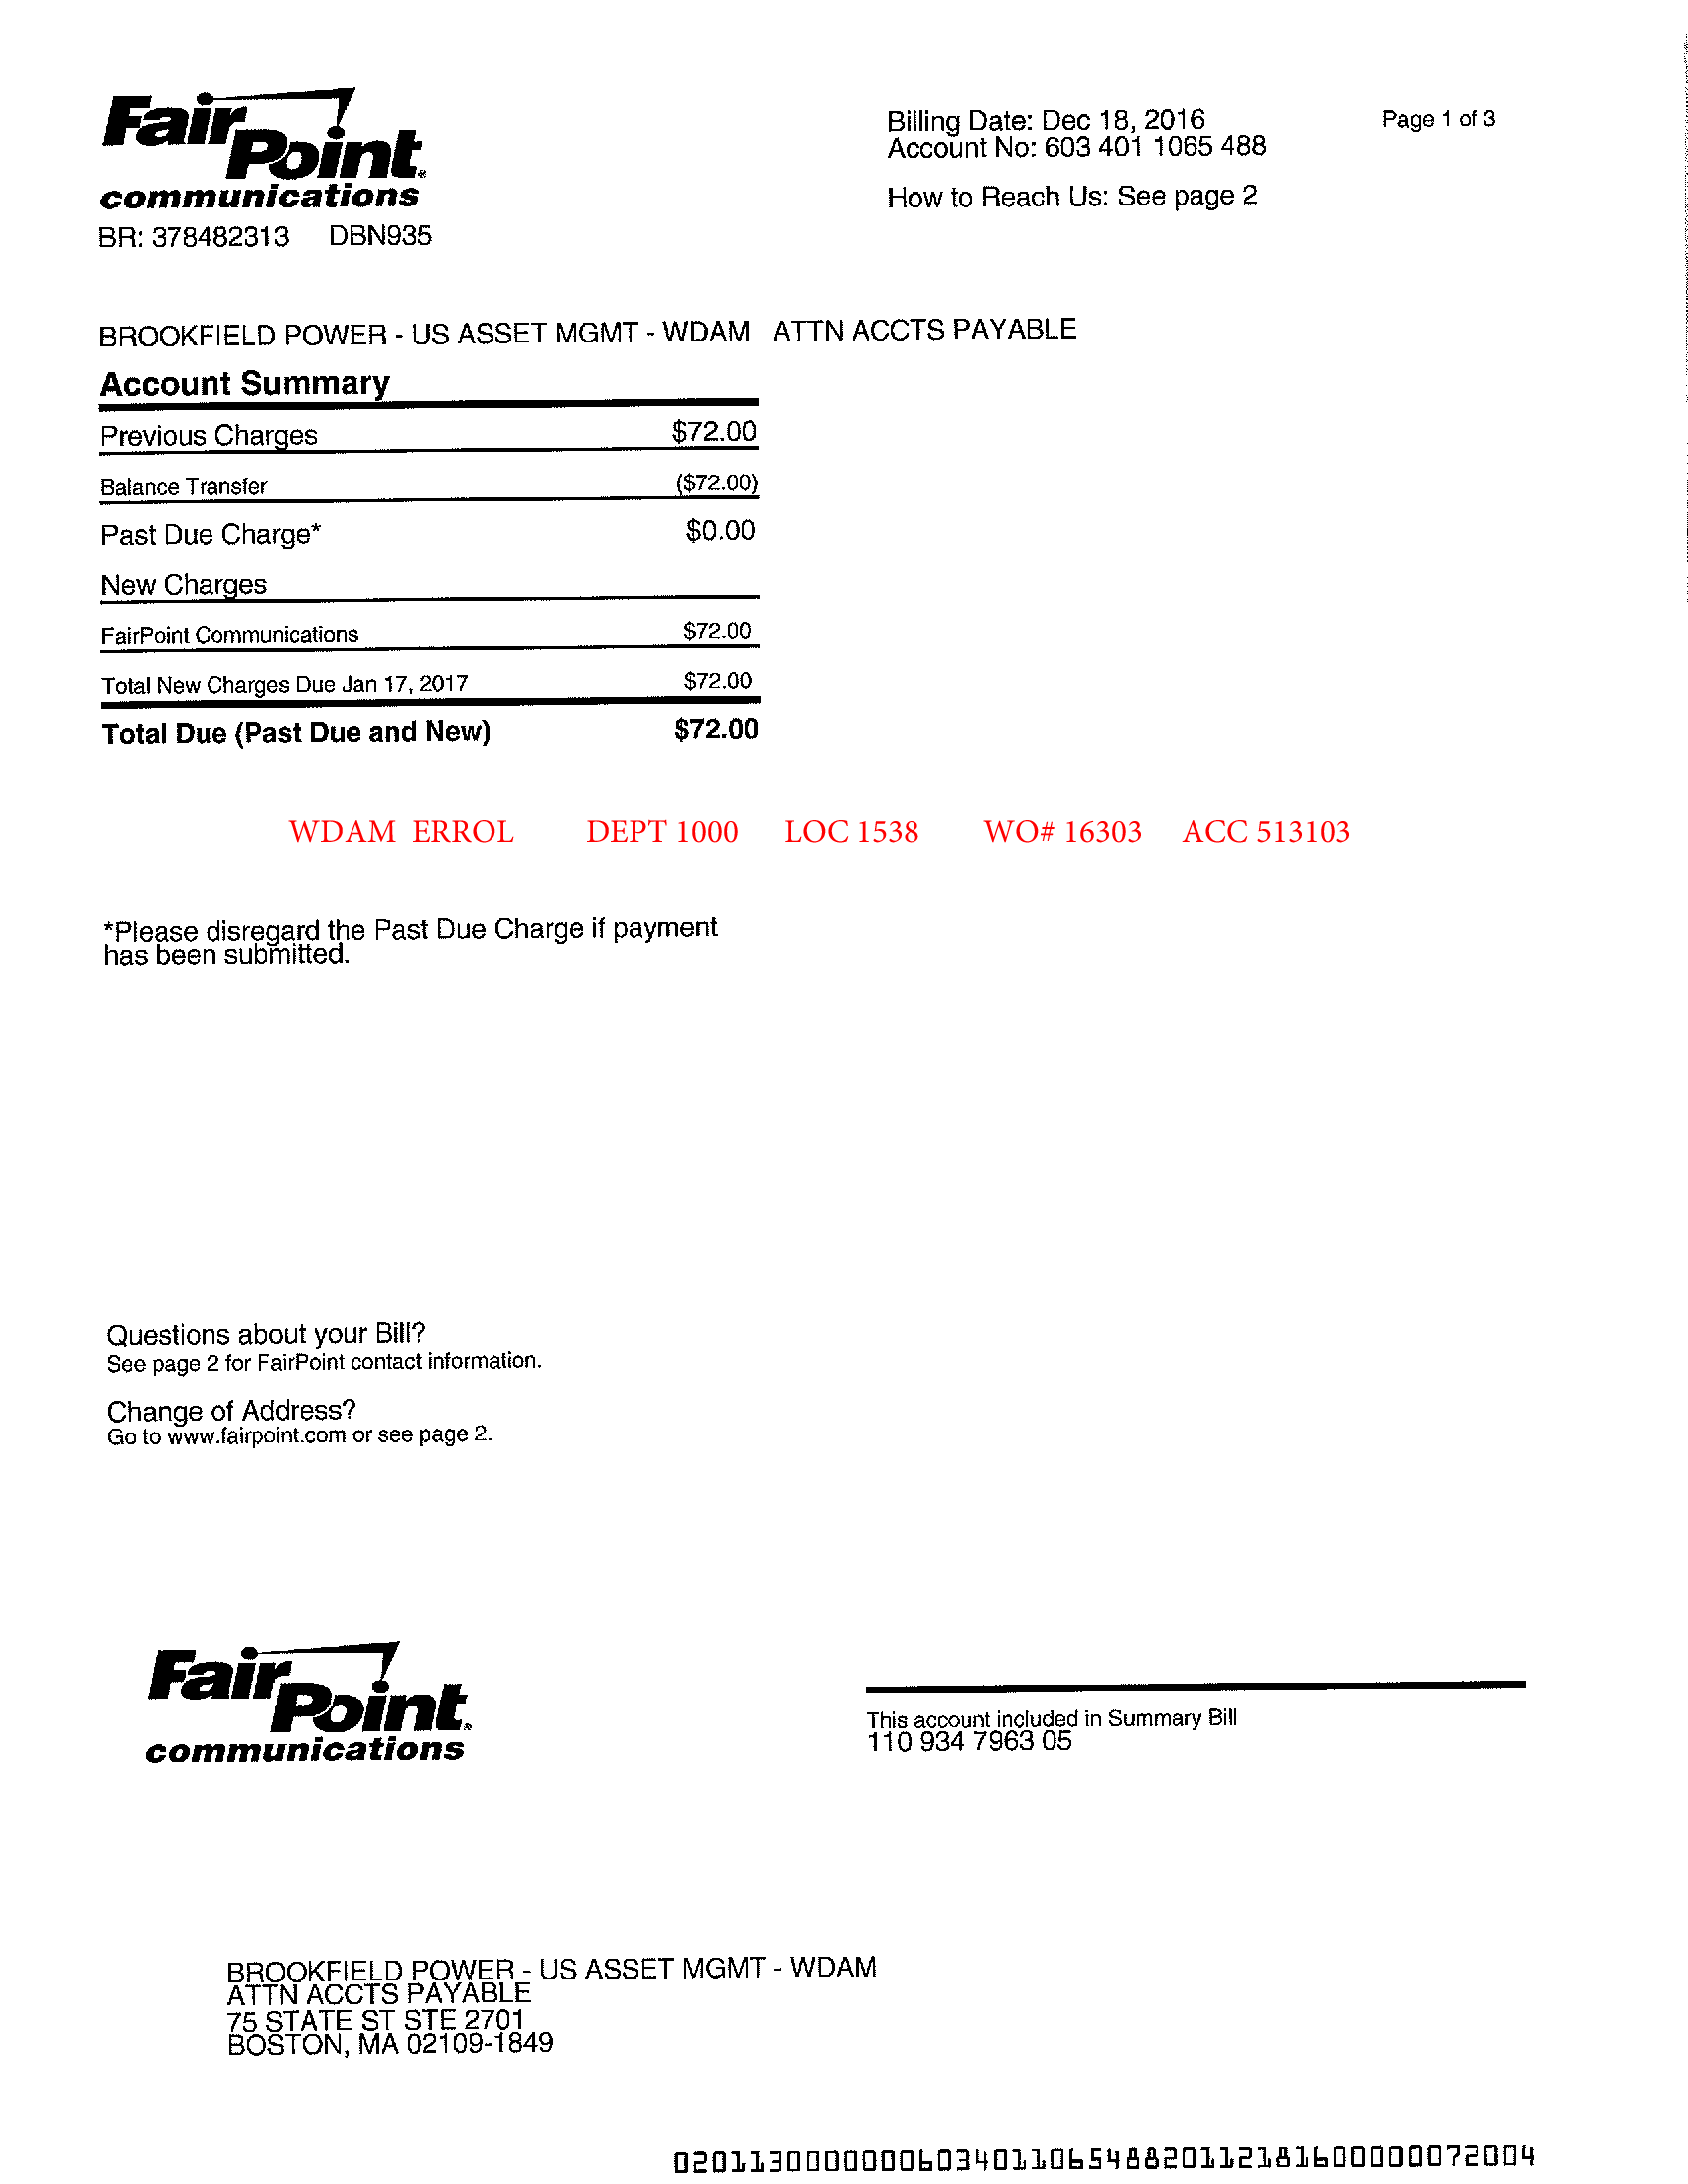 FairPoint.
communications
BR: 378482313 DBN935
Billing Date: Dec 18, 2016
Account No: 603 401 1065 488
How to Reach Us: See page 2
Page 1 of 3
BROOKFIELD POWER - US ASSET MGMT - WDAM ATTN ACCTS PAYABLE
Account Summary
Previous Charges $72.00
Balance Transfer ($72.00)
Past Due Charge* $0.00
New Charges
FairPoint Communications $72.00
Total New Charges Due Jan 17, 2017 $72.00
Total Due (Past Due and New) $72.00
WDAM ERROL DEPT 1000 LOC 1538 WO# 16303 ACC 513103
*Please disregard the Past Due Charge if payment
has been submitted.
Questions about your Bill?
See page 2 for FairPoint contact information.
Change of Address?
Go to www.fairpoint.com or see page 2.
FairPoint.
communications
This account included in Summary Bill
110 934 7963 05
BROOKFIELD POWER - US ASSET MGMT - WDAM
ATTN ACCTS PAYABLE
75 STATE ST STE 2701
BOSTON, MA 02109-1849
0201130000000603401106548820112181600000072004